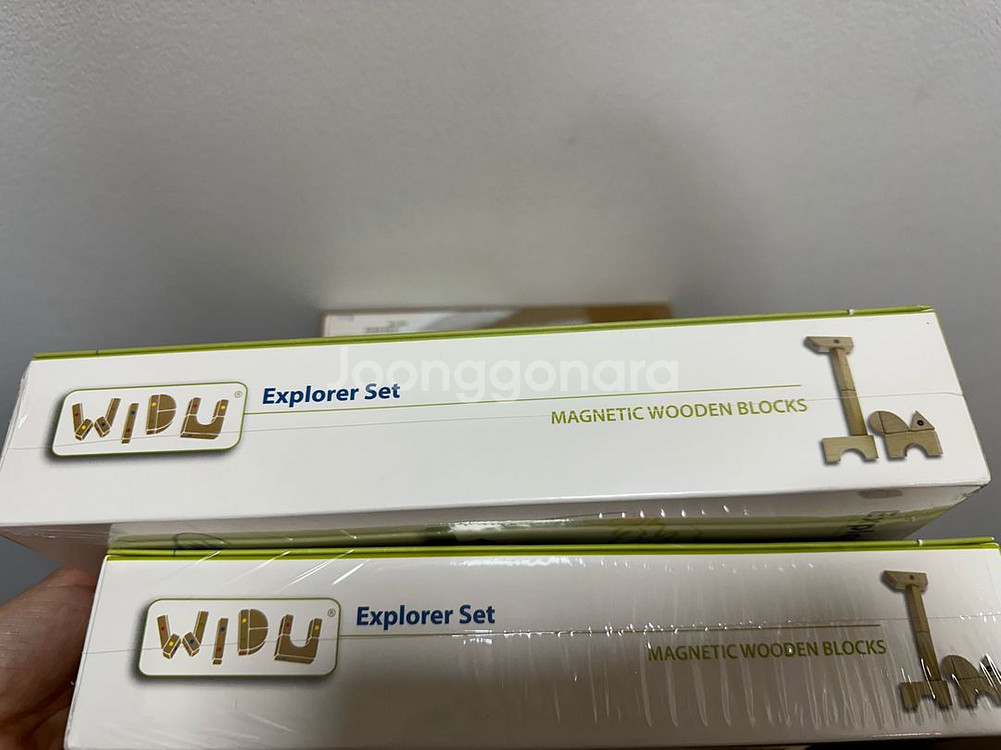 Joonggonara
WIDU®
Explorer Set
MAGNETIC WOODEN BLOCKS
WIDU®
Explorer Set
MAGNETIC WOODEN BLOCKS